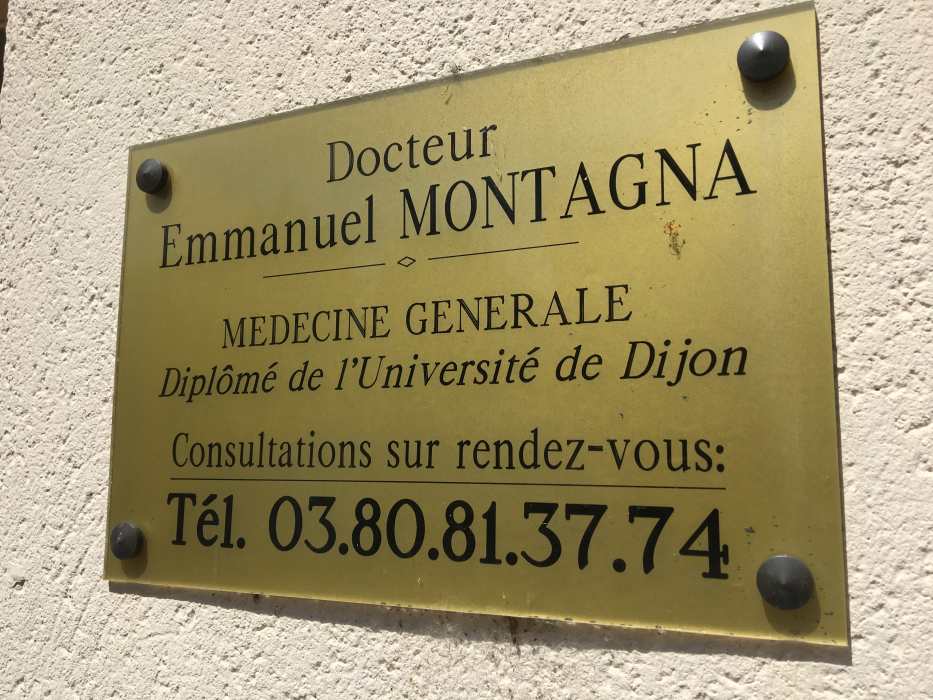 Docteur
Emmanuel MONTAGNA
MEDECINE GENERALE
Diplômé de l'Université de Dijon
Consultations sur rendez-vous:
Tél. 03.80.81.37.74